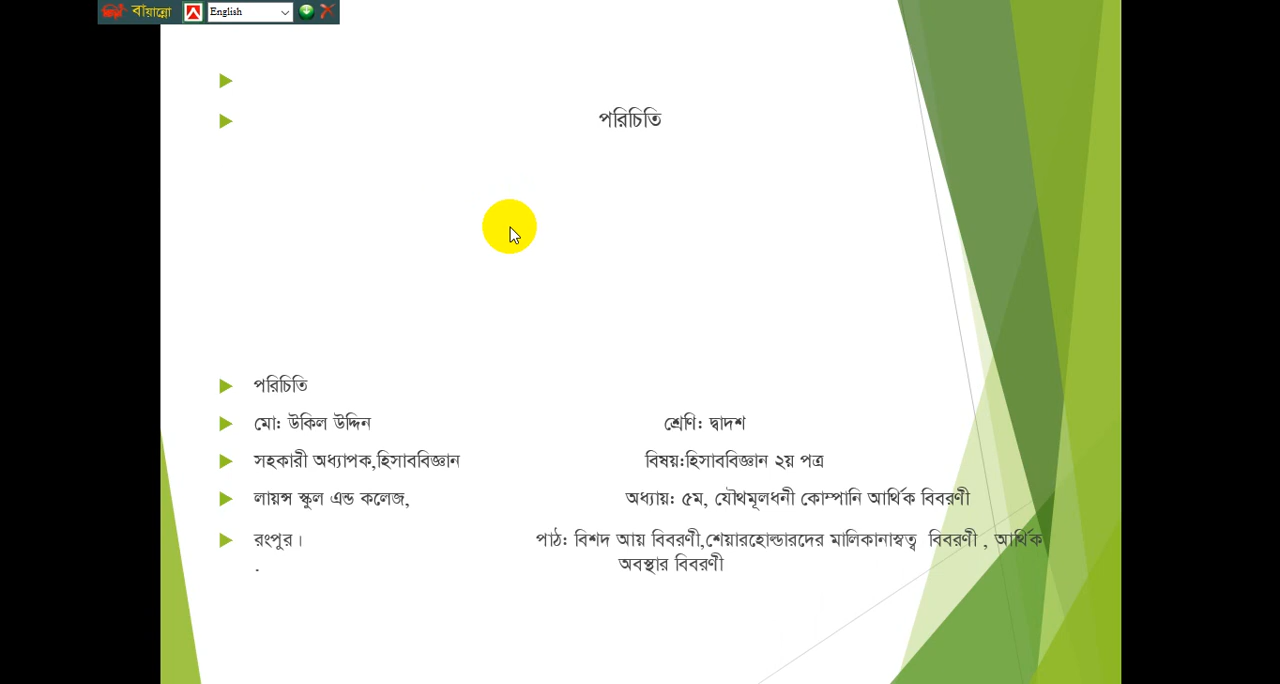 বায়ান্নো English
পরিচিতি
পরিচিতি
মো: উকিল উদ্দিন শ্রেণি: দ্বাদশ
সহকারী অধ্যাপক,হিসাববিজ্ঞান বিষয়:হিসাববিজ্ঞান ২য় পত্র
লায়ন্স স্কুল এন্ড কলেজ, অধ্যায়: ৫ম, যৌথমূলধনী কোম্পানি আর্থিক বিবরণী
রংপুর। পাঠ: বিশদ আয় বিবরণী,শেয়ারহোল্ডারদের মালিকানাস্বত্ব বিবরণী , আর্থিক
. অবস্থার বিবরণী